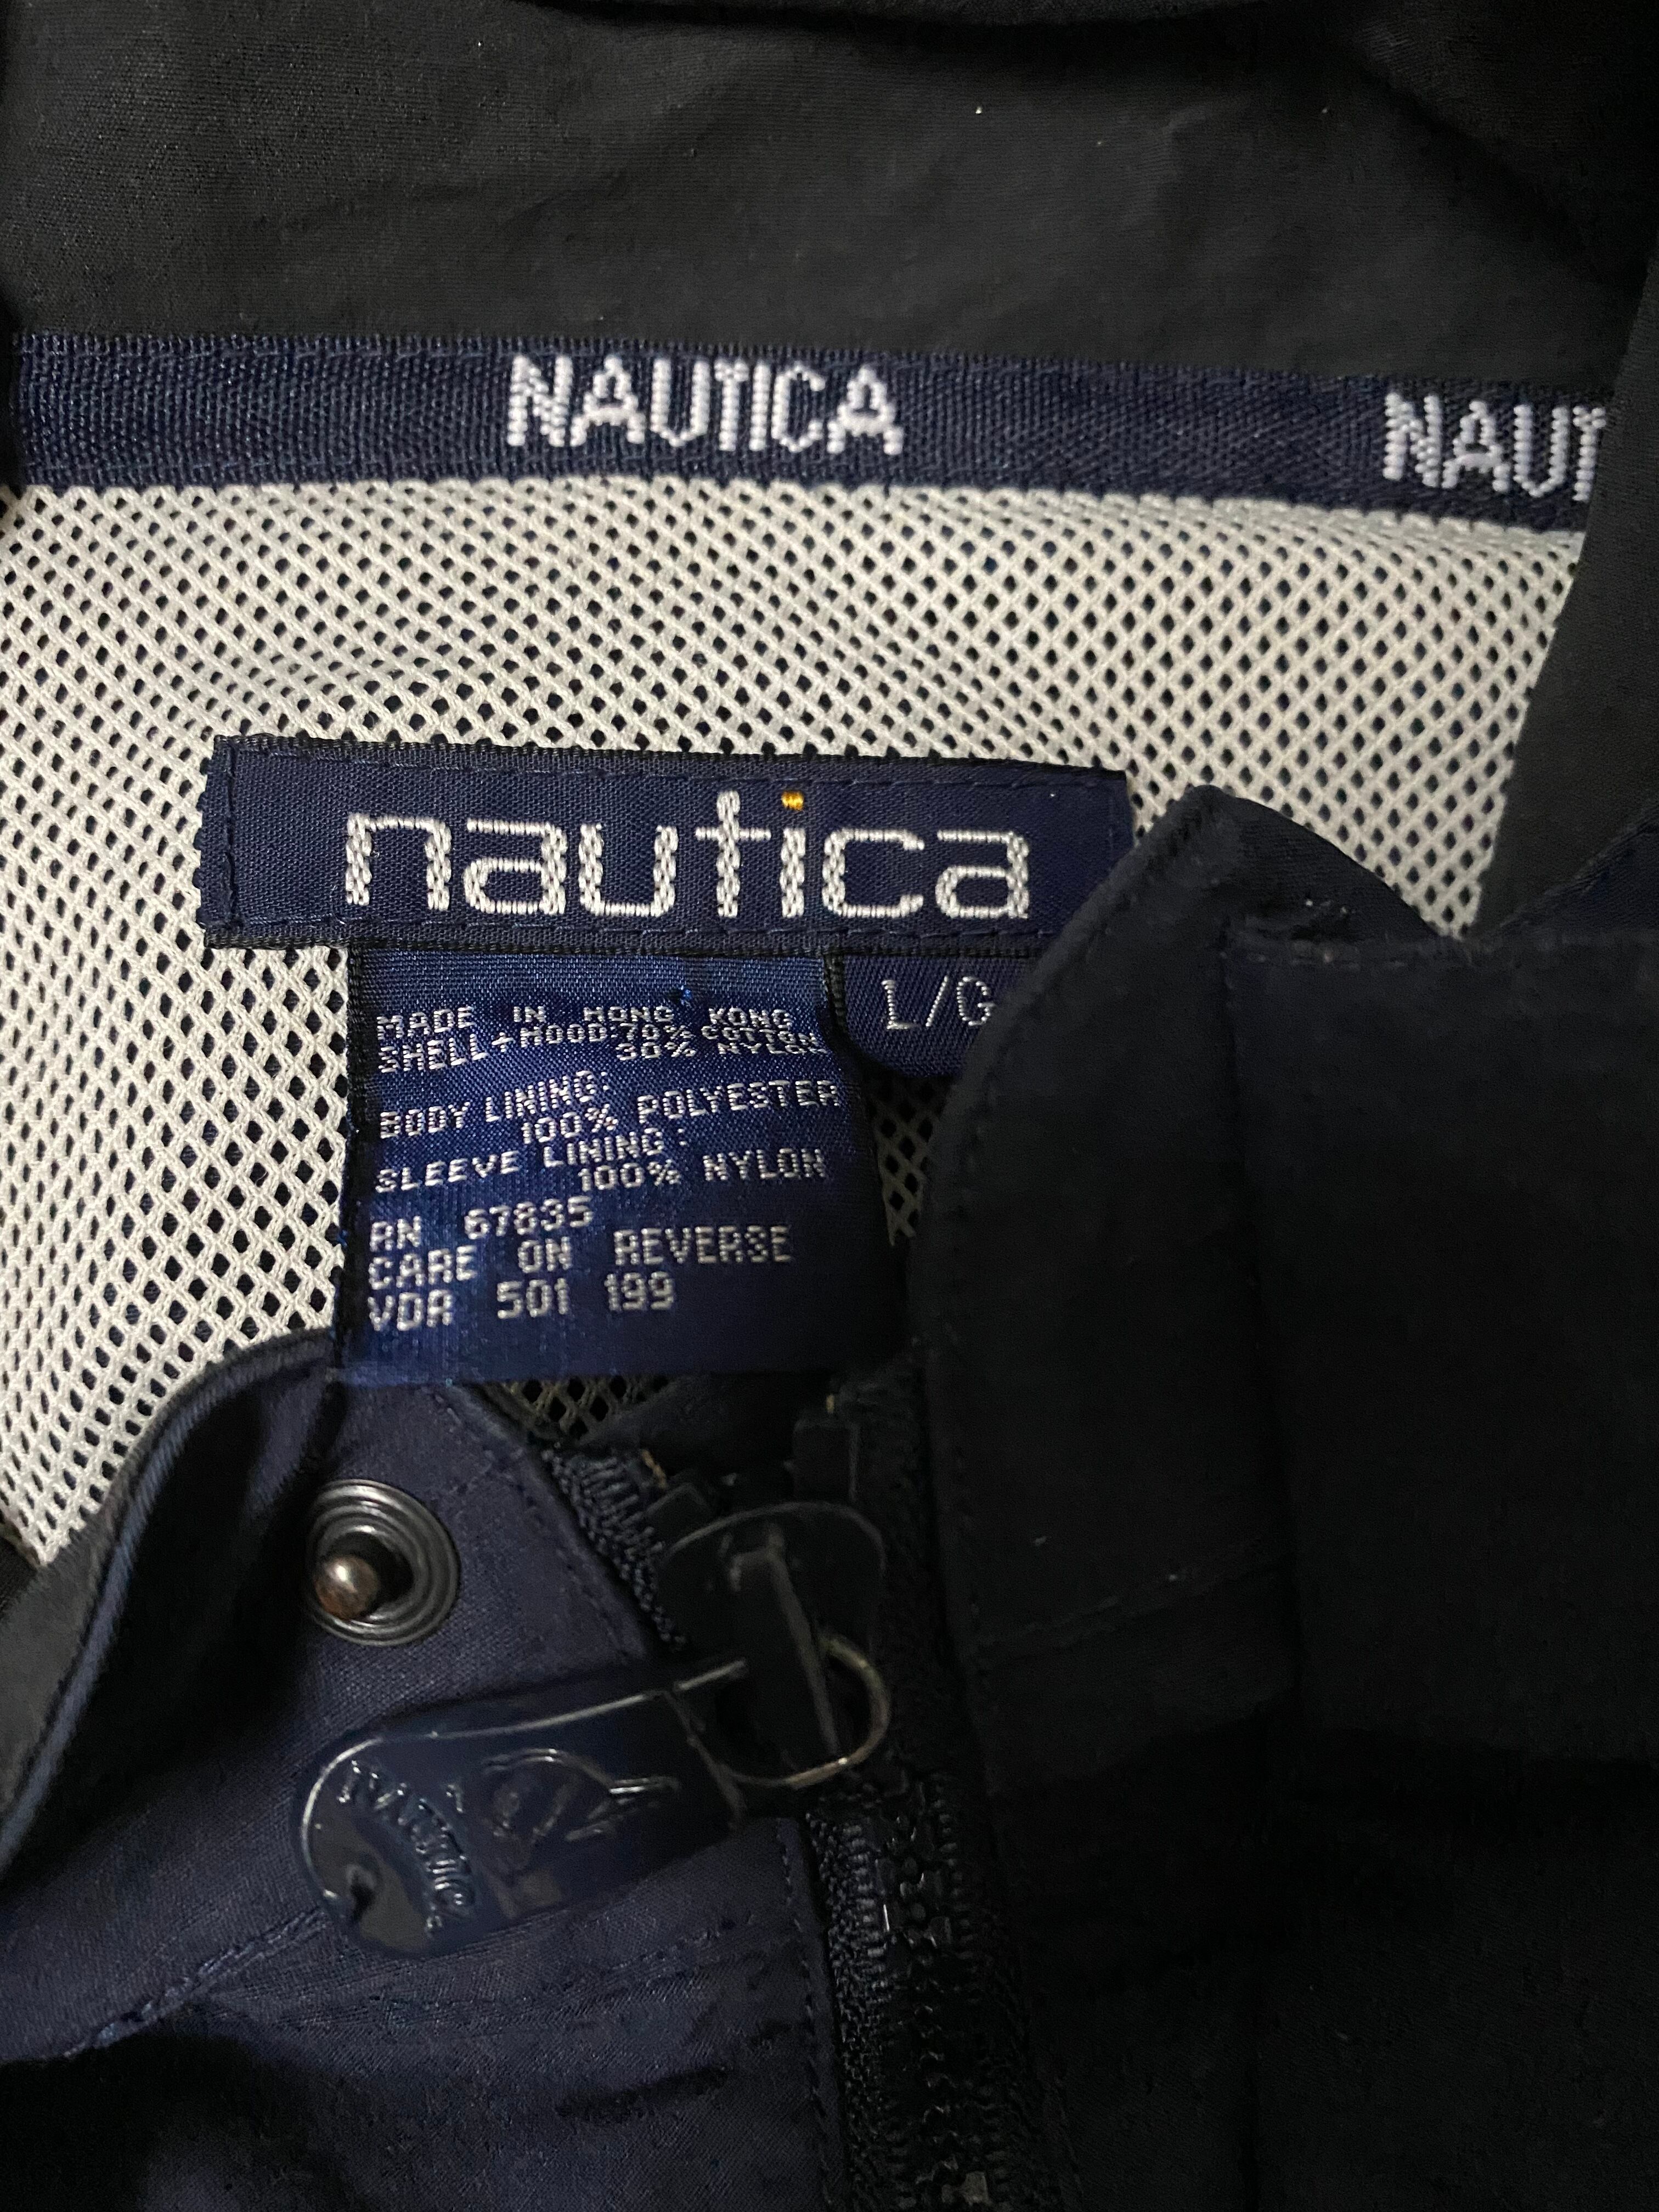 NAUTICA NAUT
nautica
L/G
MADE IN HONG KONG
SHELL+HOOD 70% COTTON
30% NYLON
BODY LINING:
100% POLYESTER
SLEEVE LINING:
100% NYLON
RN 67835
CARE ON REVERSE
VDR 501 199
NAUTICA